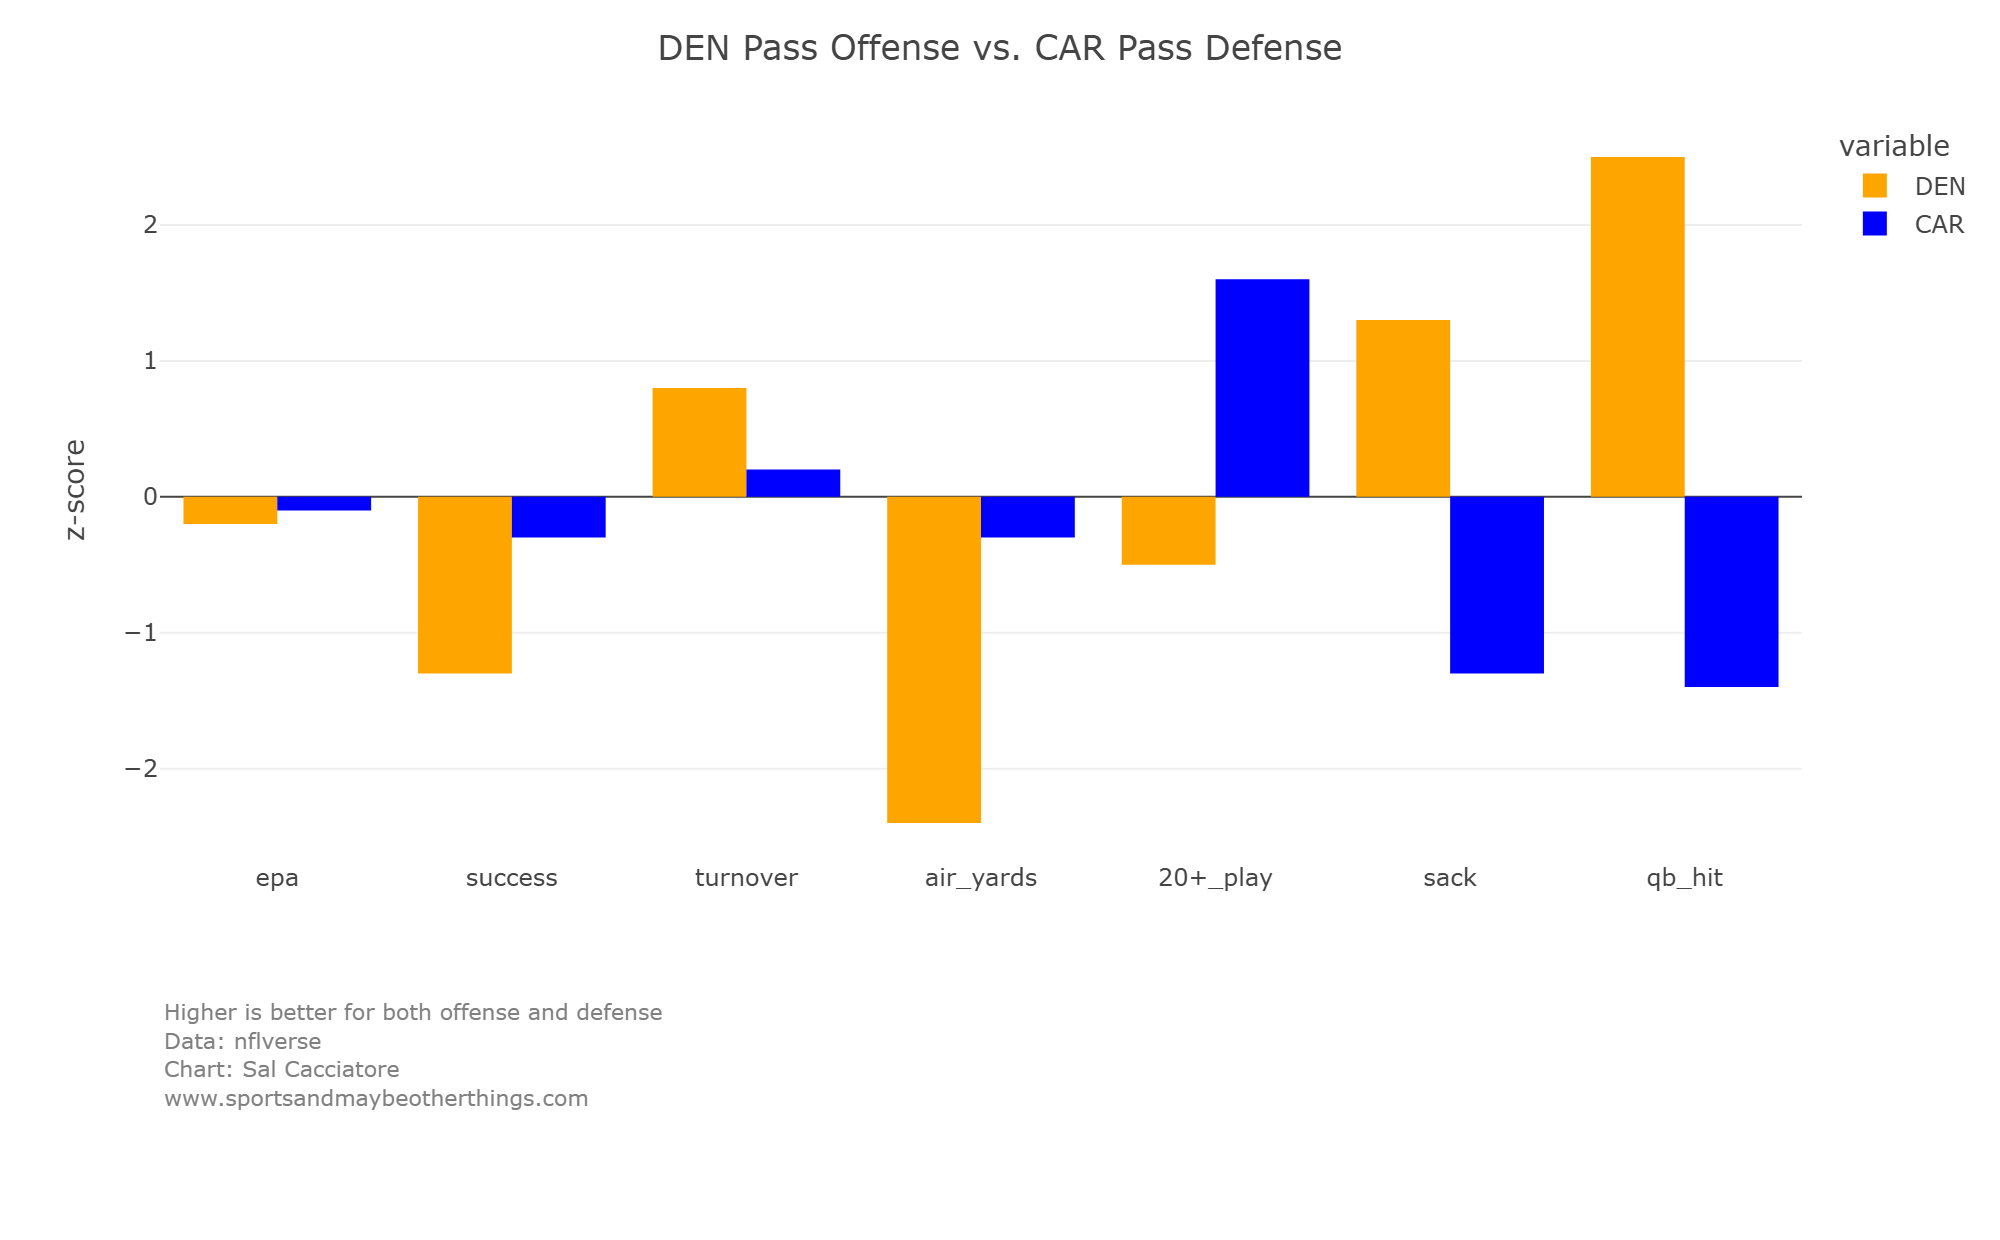 DEN Pass Offense vs. CAR Pass Defense
variable
DEN
CAR
z-score
2
1
0
−1
−2
epa
success
turnover
air_yards
20+_play
sack
qb_hit
Higher is better for both offense and defense
Data: nflverse
Chart: Sal Cacciatore
www.sportsandmaybeotherthings.com